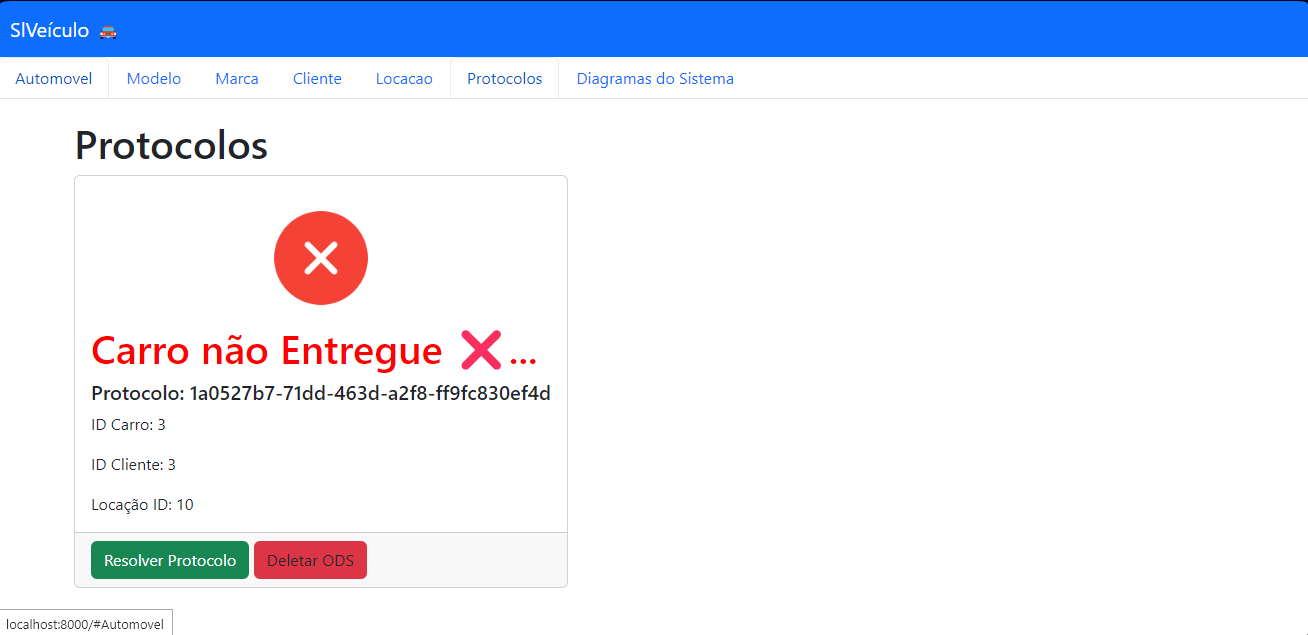 SlVeículo
Automovel Modelo Marca Cliente Locacao Protocolos Diagramas do Sistema
Protocolos
Carro não Entregue ❌...
Protocolo: 1a0527b7-71dd-463d-a2f8-ff9fc830ef4d
ID Carro: 3
ID Cliente: 3
Locação ID: 10
Resolver Protocolo Deletar ODS
localhost:8000/#Automovel